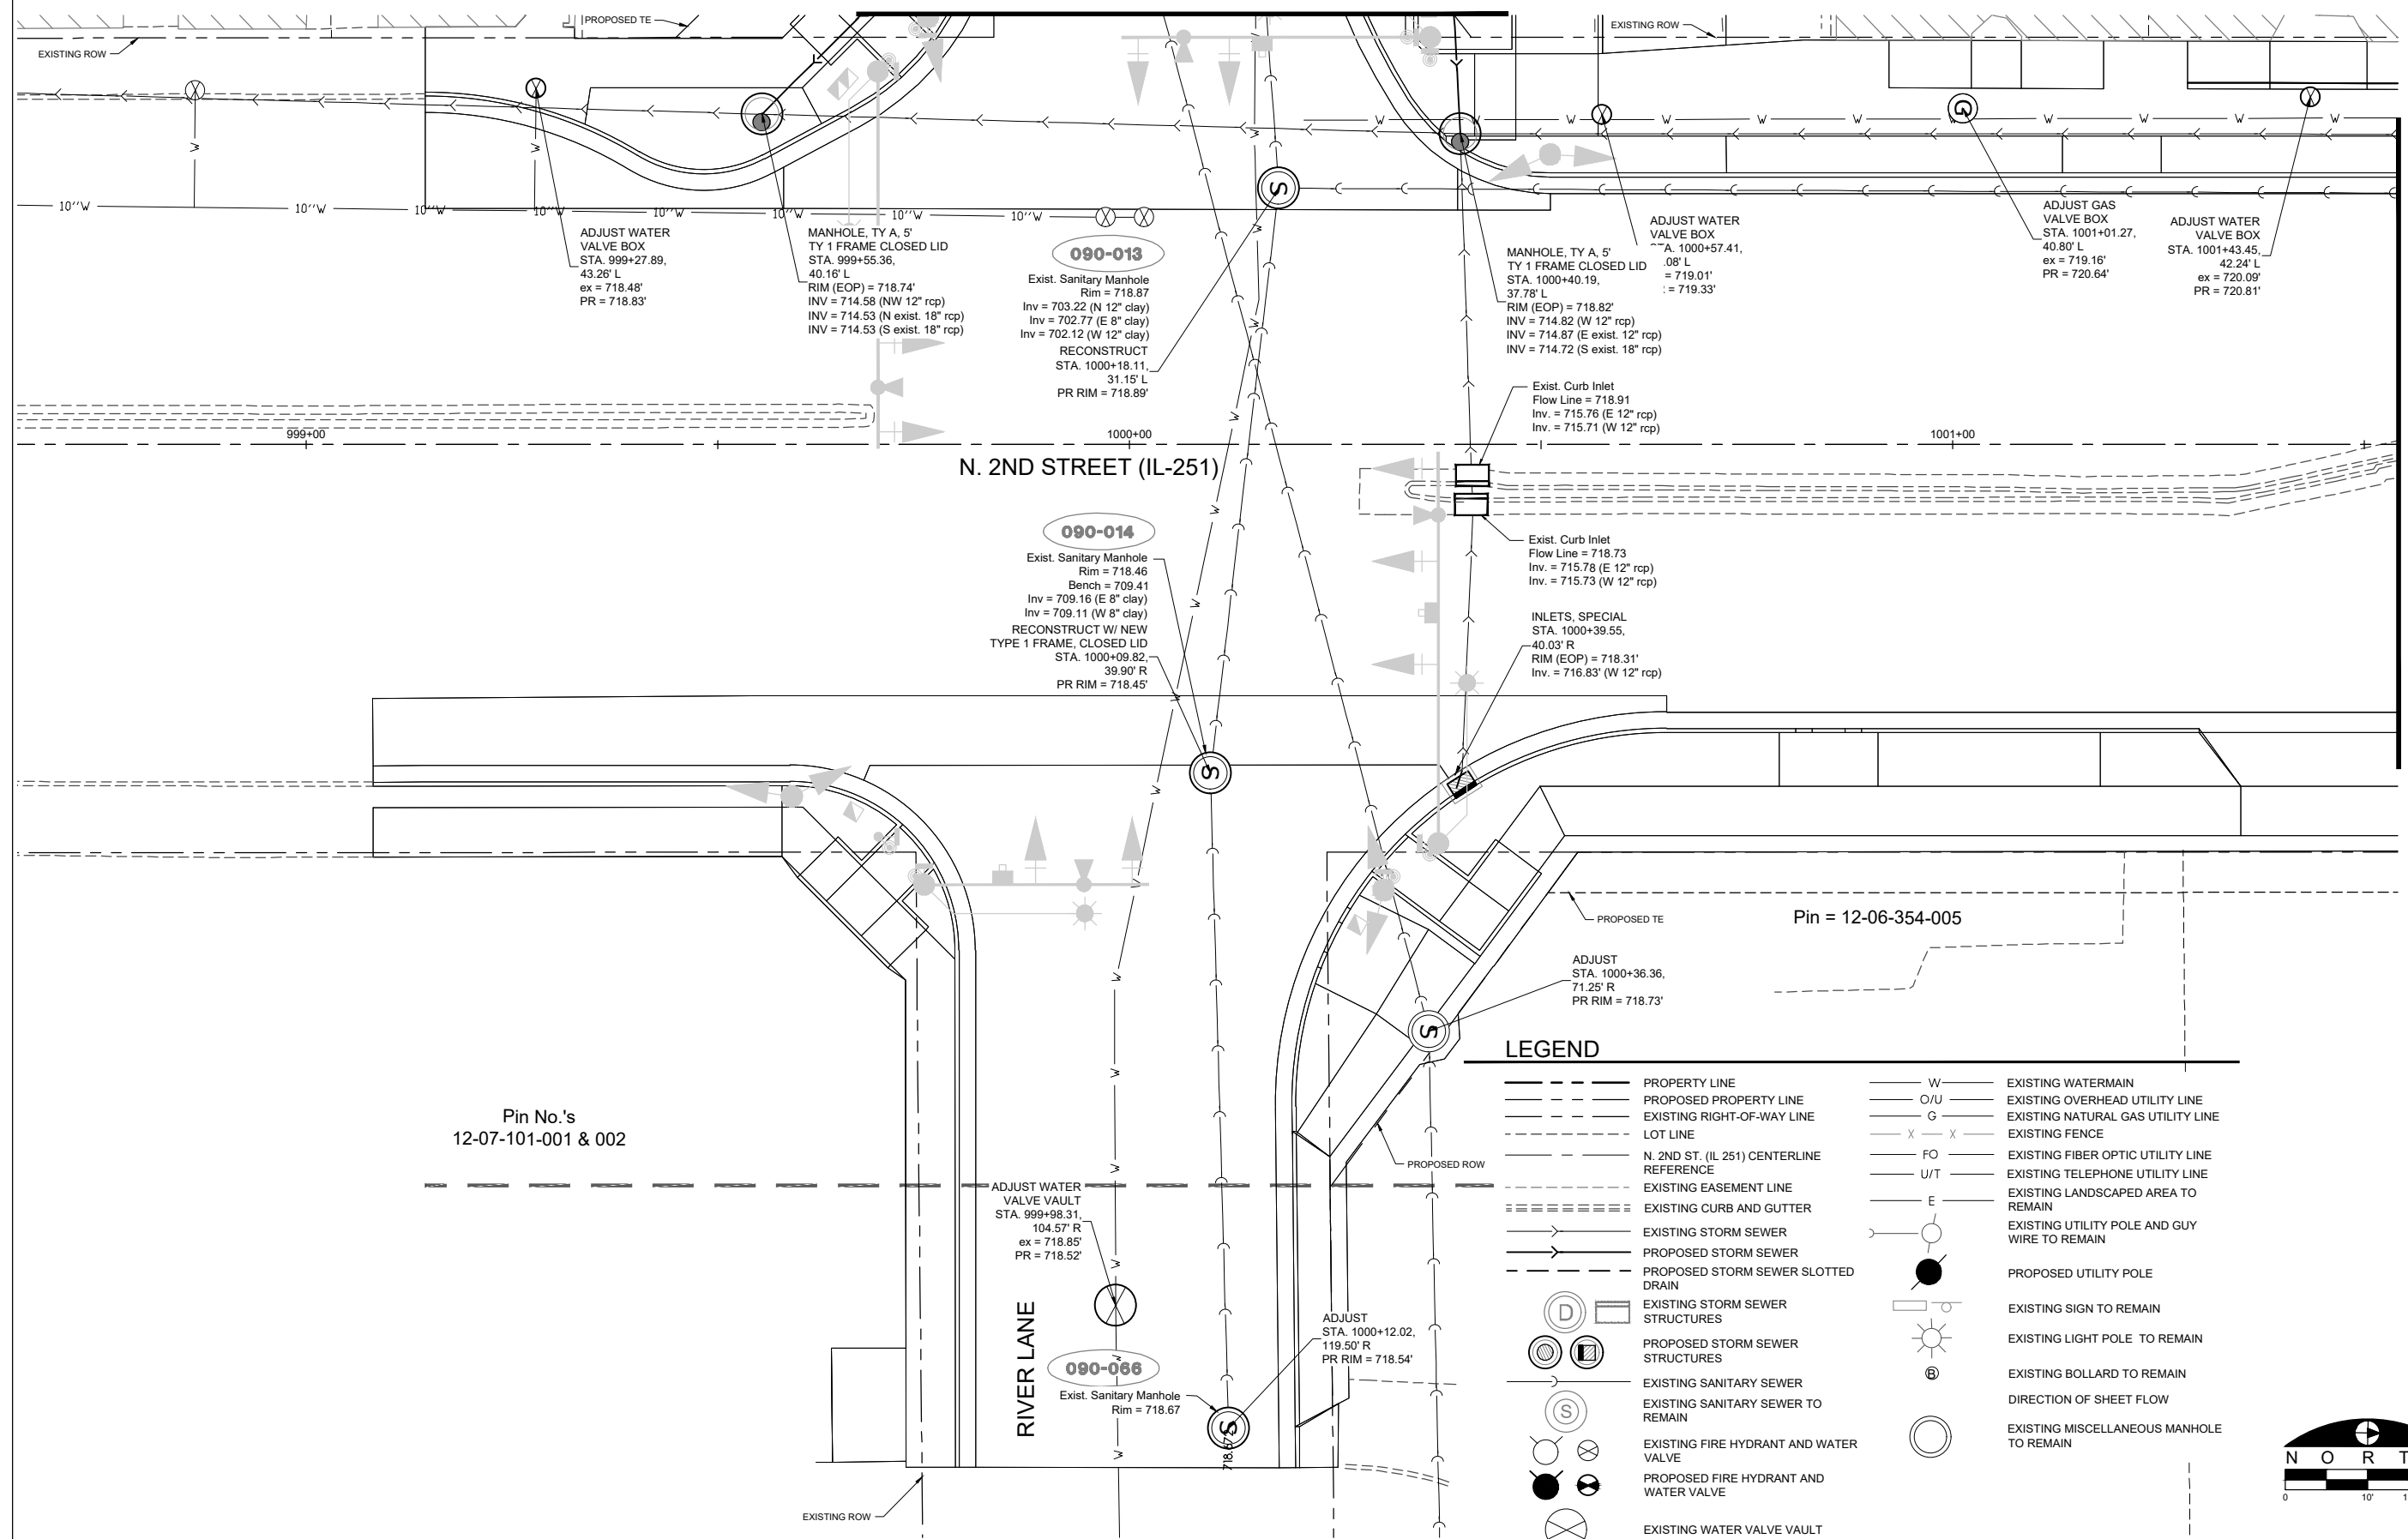 PROPOSED TE
EXISTING ROW
EXISTING ROW
W
W
W
W
W
W
W
W
W
W
W
W
W
W
10"W
10"W
10"W
10"W
10"W
10"W
10"W
10"W
G
S
ADJUST WATER
VALVE BOX
STA. 999+27.89,
43.26' L
ex = 718.48'
PR = 718.83'
MANHOLE, TY A, 5'
TY 1 FRAME CLOSED LID
STA. 999+55.36,
40.16' L
RIM (EOP) = 718.74'
INV = 714.58 (NW 12" rcp)
INV = 714.53 (N exist. 18" rcp)
INV = 714.53 (S exist. 18" rcp)
090-013
Exist. Sanitary Manhole
Rim = 718.87
Inv = 703.22 (N 12" clay)
Inv = 702.77 (E 8" clay)
Inv = 702.12 (W 12" clay)
RECONSTRUCT
STA. 1000+18.11,
31.15' L
PR RIM = 718.89'
MANHOLE, TY A, 5'
TY 1 FRAME CLOSED LID
STA. 1000+40.19,
37.78' L
RIM (EOP) = 718.82'
INV = 714.82 (W 12" rcp)
INV = 714.87 (E exist. 12" rcp)
INV = 714.72 (S exist. 18" rcp)
ADJUST WATER
VALVE BOX
TA. 1000+57.41,
.08' L
= 719.01'
= 719.33'
ADJUST GAS
VALVE BOX
STA. 1001+01.27,
40.80' L
ex = 719.16'
PR = 720.64'
ADJUST WATER
VALVE BOX
STA. 1001+43.45,
42.24' L
ex = 720.09'
PR = 720.81'
Exist. Curb Inlet
Flow Line = 718.91
Inv. = 715.76 (E 12" rcp)
Inv. = 715.71 (W 12" rcp)
999+00
1000+00
1001+00
N. 2ND STREET (IL-251)
090-014
Exist. Sanitary Manhole
Rim = 718.46
Bench = 709.41
Inv = 709.16 (E 8" clay)
Inv = 709.11 (W 8" clay)
RECONSTRUCT W/ NEW
TYPE 1 FRAME, CLOSED LID
STA. 1000+09.82,
39.90' R
PR RIM = 718.45'
Exist. Curb Inlet
Flow Line = 718.73
Inv. = 715.78 (E 12" rcp)
Inv. = 715.73 (W 12" rcp)
INLETS, SPECIAL
STA. 1000+39.55,
40.03' R
RIM (EOP) = 718.31'
Inv. = 716.83' (W 12" rcp)
S
PROPOSED TE
Pin = 12-06-354-005
ADJUST
STA. 1000+36.36,
71.25' R
PR RIM = 718.73'
S
Pin No.'s
12-07-101-001 & 002
PROPOSED ROW
ADJUST WATER
VALVE VAULT
STA. 999+98.31,
104.57' R
ex = 718.85'
PR = 718.52'
RIVER LANE
ADJUST
STA. 1000+12.02,
119.50' R
PR RIM = 718.54'
090-066
Exist. Sanitary Manhole
Rim = 718.67
S
EXISTING ROW
LEGEND
PROPERTY LINE
PROPOSED PROPERTY LINE
EXISTING RIGHT-OF-WAY LINE
LOT LINE
N. 2ND ST. (IL 251) CENTERLINE
REFERENCE
EXISTING EASEMENT LINE
EXISTING CURB AND GUTTER
EXISTING STORM SEWER
PROPOSED STORM SEWER
PROPOSED STORM SEWER SLOTTED
DRAIN
D EXISTING STORM SEWER
STRUCTURES
PROPOSED STORM SEWER
STRUCTURES
EXISTING SANITARY SEWER
S EXISTING SANITARY SEWER TO
REMAIN
EXISTING FIRE HYDRANT AND WATER
VALVE
PROPOSED FIRE HYDRANT AND
WATER VALVE
EXISTING WATER VALVE VAULT
W EXISTING WATERMAIN
O/U EXISTING OVERHEAD UTILITY LINE
G EXISTING NATURAL GAS UTILITY LINE
X X EXISTING FENCE
FO EXISTING FIBER OPTIC UTILITY LINE
U/T EXISTING TELEPHONE UTILITY LINE
E EXISTING LANDSCAPED AREA TO
REMAIN
EXISTING UTILITY POLE AND GUY
WIRE TO REMAIN
PROPOSED UTILITY POLE
EXISTING SIGN TO REMAIN
EXISTING LIGHT POLE TO REMAIN
B EXISTING BOLLARD TO REMAIN
DIRECTION OF SHEET FLOW
EXISTING MISCELLANEOUS MANHOLE
TO REMAIN
N O R T
0 10' 1